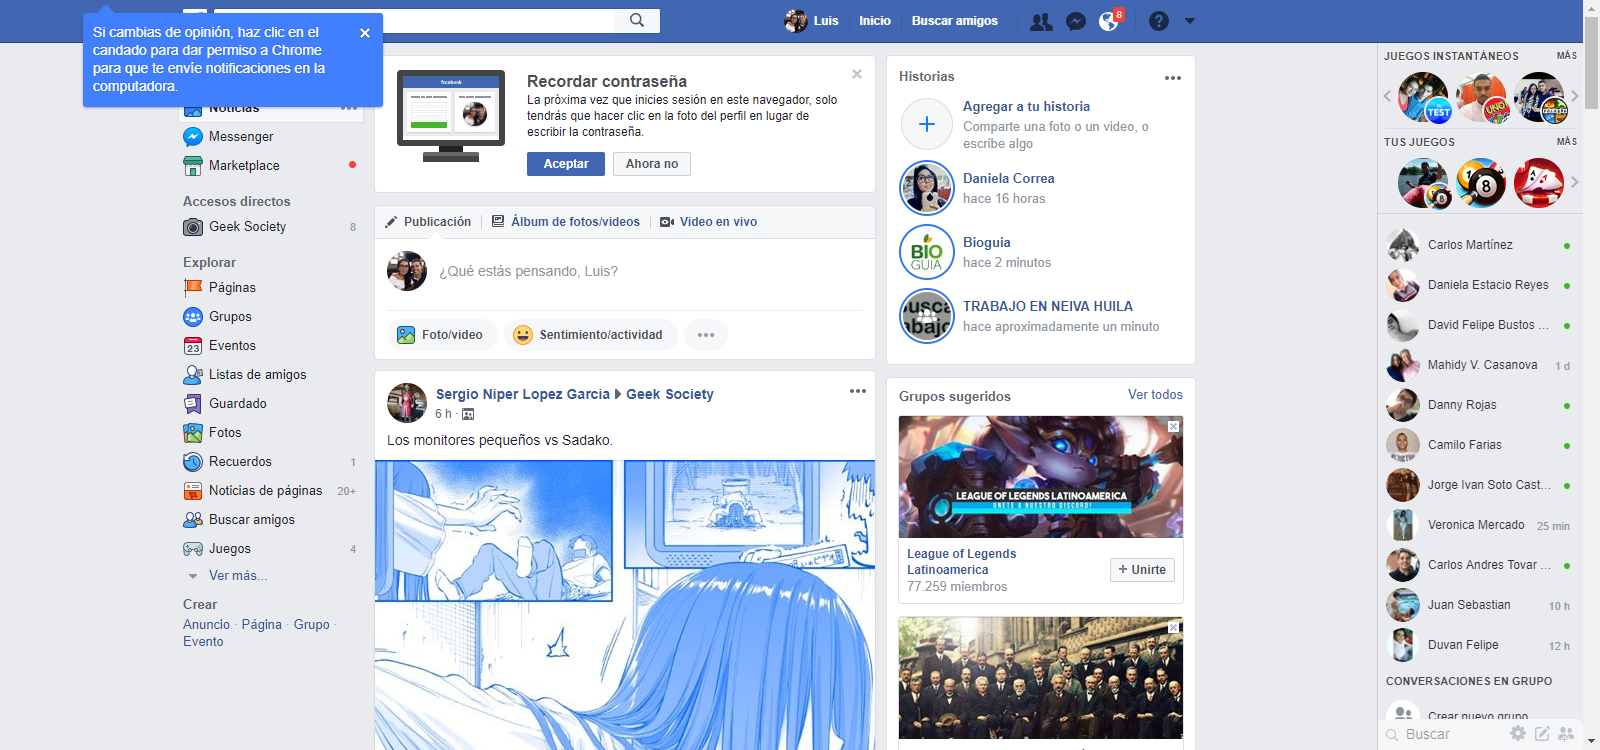 Si cambias de opinión, haz clic en el
candado para dar permiso a Chrome
para que te envíe notificaciones en la
computadora.
Luis
Inicio
Buscar amigos
8
Noticias
Messenger
Marketplace
Accesos directos
Geek Society 8
Explorar
Páginas
Grupos
23 Eventos
Listas de amigos
Guardado
Fotos
Recuerdos 1
Noticias de páginas 20+
Buscar amigos
Juegos 4
Ver más...
Crear
Anuncio · Página · Grupo ·
Evento
facebook
Recordar contraseña
La próxima vez que inicies sesión en este navegador, solo
tendrás que hacer clic en la foto del perfil en lugar de
escribir la contraseña.
Aceptar
Ahora no
Publicación
Álbum de fotos/videos
Video en vivo
¿Qué estás pensando, Luis?
Foto/video
Sentimiento/actividad
Sergio Niper Lopez Garcia
Geek Society
6 h ·
Los monitores pequeños vs Sadako.
Historias
Agregar a tu historia
Comparte una foto o un video, o
escribe algo
Daniela Correa
hace 16 horas
BIO
GUIA
Bioguia
hace 2 minutos
TRABAJO EN NEIVA HUILA
hace aproximadamente un minuto
Grupos sugeridos
Ver todos
LEAGUE OF LEGENDS LATINOAMERICA
UNETE A NUESTRO DISCORD!
League of Legends
Latinoamerica
77.259 miembros
+ Unirte
JUEGOS INSTANTÁNEOS
MÁS
TEST
UNO
TUS JUEGOS
MÁS
8
8
A A
Carlos Martínez
Daniela Estacio Reyes
David Felipe Bustos ...
Mahidy V. Casanova 1 d
Danny Rojas
Camilo Farias
Jorge Ivan Soto Cast...
Veronica Mercado 25 min
Carlos Andres Tovar ...
Juan Sebastian 10 h
Duvan Felipe 12 h
CONVERSACIONES EN GRUPO
Crear nuevo grupo
Buscar